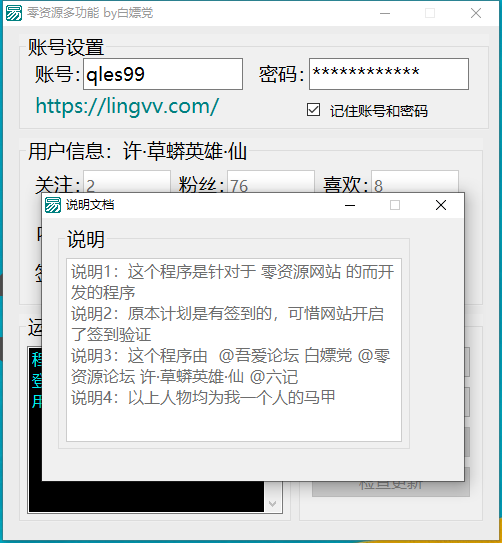 零资源多功能 by白嫖党
账号设置
账号: qles99 密码: ************
https://lingvv.com/ 记住账号和密码
用户信息: 许·草蟒英雄·仙
关注: 2 粉丝: 76 喜欢: 8
说明文档
说明
说明1：这个程序是针对于 零资源网站 的而开
发的程序
说明2：原本计划是有签到的，可惜网站开启
了签到验证
说明3：这个程序由  @吾爱论坛 白嫖党 @零
资源论坛 许·草蟒英雄·仙 @六记
说明4：以上人物均为我一个人的马甲
检查更新